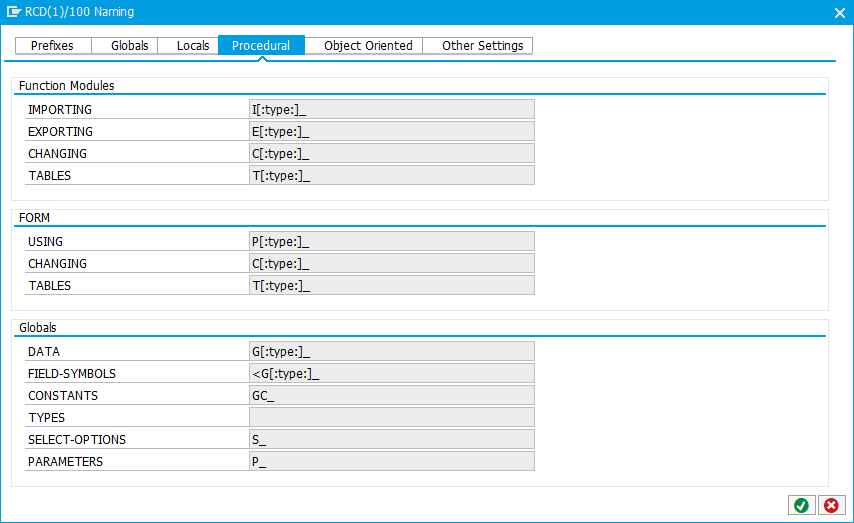 RCD(1)/100 Naming
Prefixes Globals Locals Procedural Object Oriented Other Settings
Function Modules
IMPORTING I[:type:]_
EXPORTING E[:type:]_
CHANGING C[:type:]_
TABLES T[:type:]_
FORM
USING P[:type:]_
CHANGING C[:type:]_
TABLES T[:type:]_
Globals
DATA G[:type:]_
FIELD-SYMBOLS <G[:type:]_
CONSTANTS GC_
TYPES
SELECT-OPTIONS S_
PARAMETERS P_